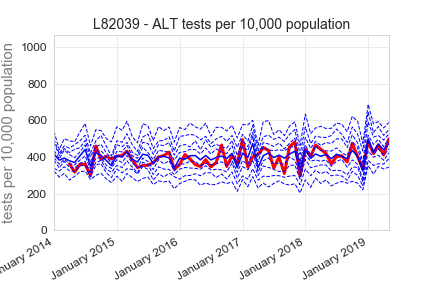 L82039 - ALT tests per 10,000 population
tests per 10,000 population
1000
800
600
400
200
0
nuary 2014
January 2015
January 2016
January 2017
January 2018
January 2019